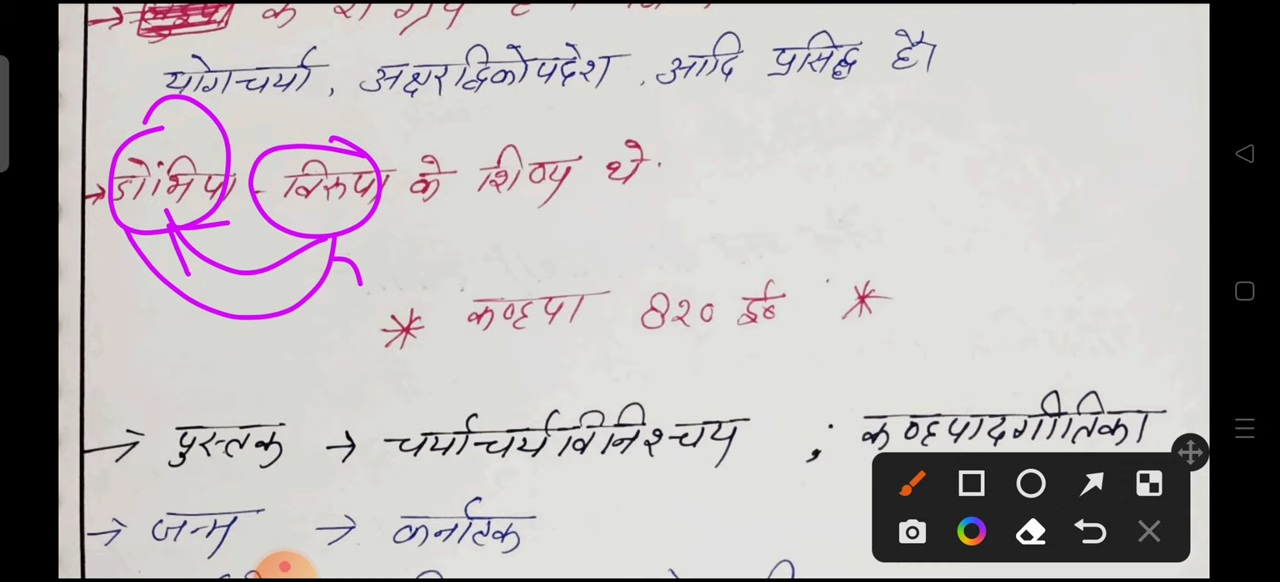 योगचर्या, अक्षरद्विकोपदेश, आदि प्रसिद्ध है।
→ डोंभिपा - विरुपा के शिष्य थे.
* कण्हपा 820 ई॰ *
→ पुस्तक → चर्याचर्यविनिश्चय ; कण्हपादगीतिका
→ जन्म → कर्नाटक